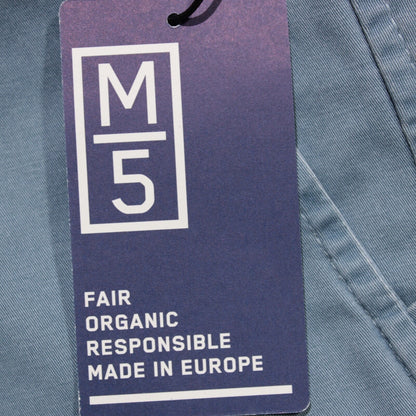 M
5
FAIR
ORGANIC
RESPONSIBLE
MADE IN EUROPE